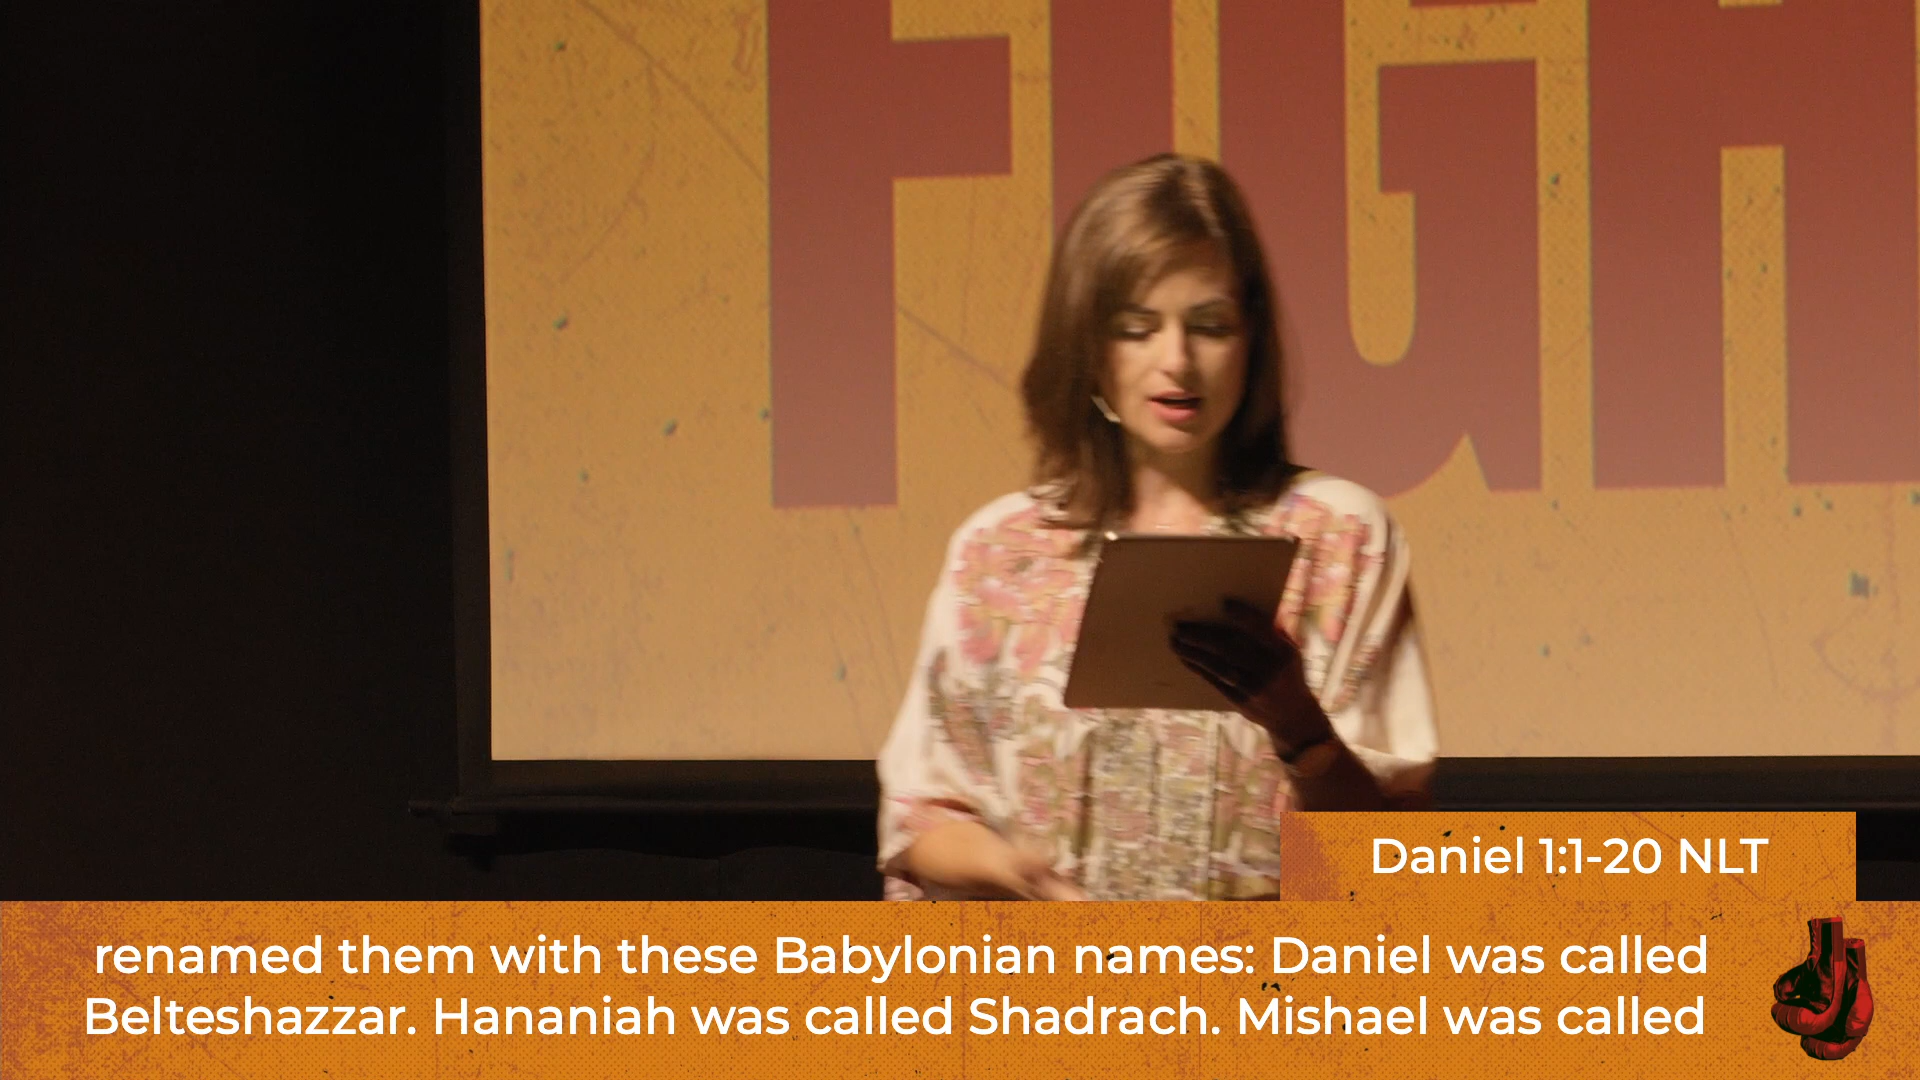 FIGH
Daniel 1:1-20 NLT
renamed them with these Babylonian names: Daniel was called
Belteshazzar. Hananiah was called Shadrach. Mishael was called